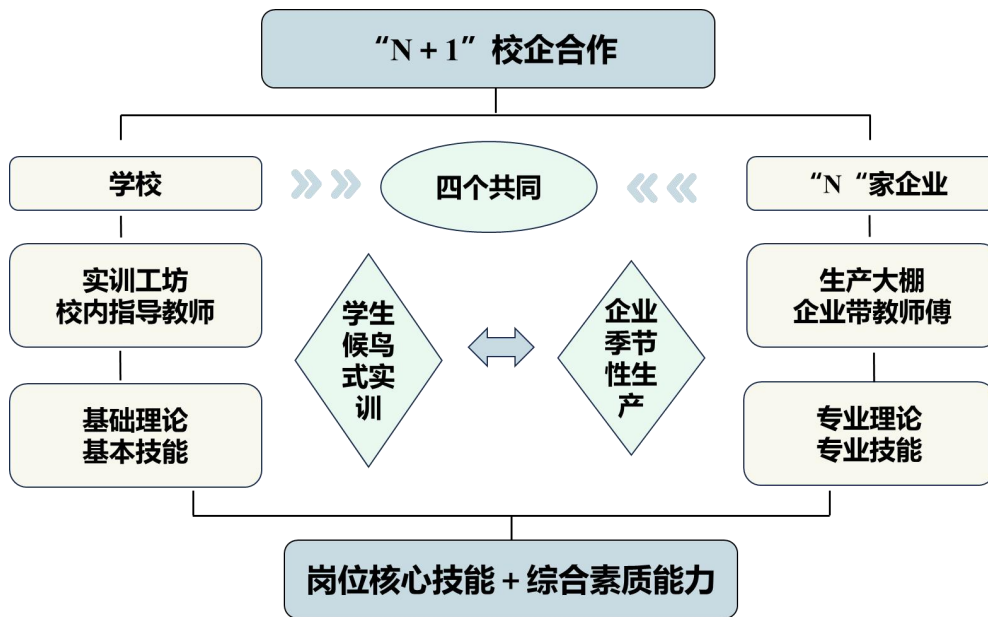 “N + 1”校企合作
学校
四个共同
“N “家企业
实训工坊
校内指导教师
学生
候鸟
式实
训
企业
季节
性生
产
生产大棚
企业带教师傅
基础理论
基本技能
专业理论
专业技能
岗位核心技能 + 综合素质能力